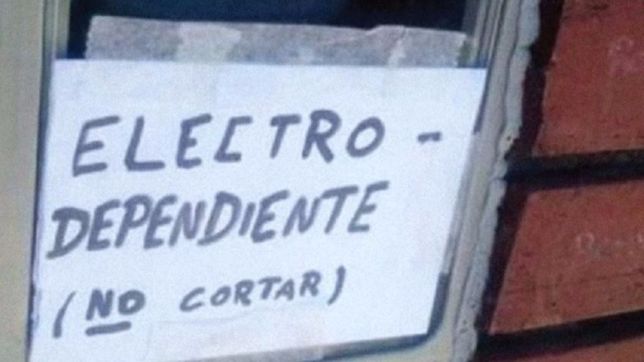 ELECTRO-
DEPENDIENTE
(NO CORTAR)